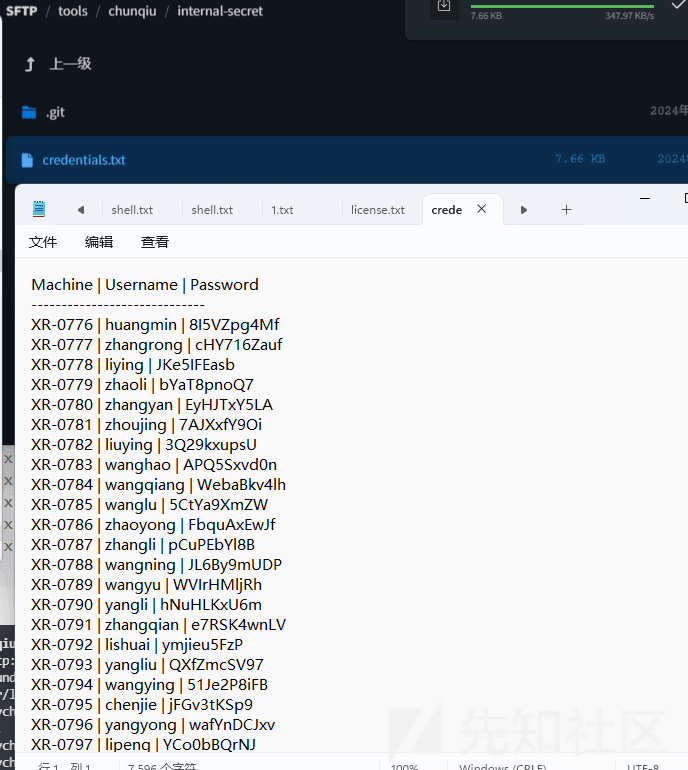 SFTP / tools / chunqiu / internal-secret
7.66 KB 347.97 KB/s
上一级
.git 2024年
credentials.txt 7.66 KB 2024
shell.txt shell.txt 1.txt license.txt crede
文件 编辑 查看
Machine | Username | Password
-----------------------------
XR-0776 | huangmin | 8I5VZpg4Mf
XR-0777 | zhangrong | cHY716Zauf
XR-0778 | liying | JKe5IFEasb
XR-0779 | zhaoli | bYaT8pnoQ7
XR-0780 | zhangyan | EyHJTxY5LA
XR-0781 | zhoujing | 7AJXxfY9Oi
XR-0782 | liuying | 3Q29kxupsU
XR-0783 | wanghao | APQ5Sxvd0n
XR-0784 | wangqiang | WebaBkv4lh
XR-0785 | wanglu | 5CtYa9XmZW
XR-0786 | zhaoyong | FbquAxEwJf
XR-0787 | zhangli | pCuPEbYl8B
XR-0788 | wangning | JL6By9mUDP
XR-0789 | wangyu | WVIrHMljRh
XR-0790 | yangli | hNuHLKxU6m
XR-0791 | zhangqian | e7RSK4wnLV
XR-0792 | lishuai | ymjieu5FzP
XR-0793 | yangliu | QXfZmcSV97
XR-0794 | wangying | 51Je2P8iFB
XR-0795 | chenjie | jFGv3tKSp9
XR-0796 | yangyong | wafYnDCJxv
XR-0797 | lipeng | YCo0bBQrNJ
先知社区
行 1，列 1 7,596 个字符 100% Windows (CRLF) UTF-8